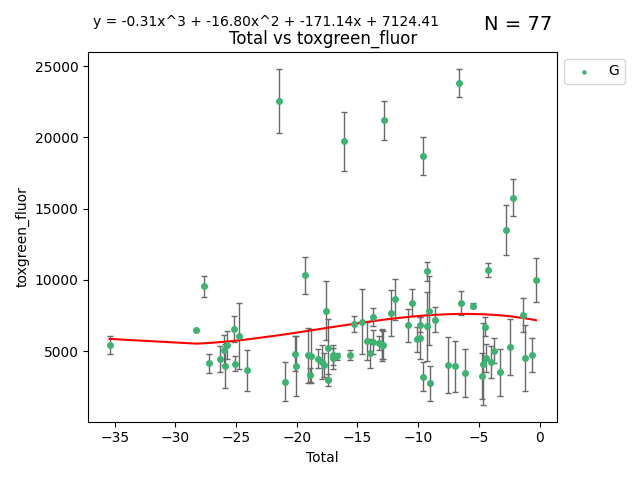 y = -0.31x^3 + -16.80x^2 + -171.14x + 7124.41
N = 77
Total vs toxgreen_fluor
G
25000
20000
15000
10000
5000
toxgreen_fluor
−35
−30
−25
−20
−15
−10
−5
0
Total